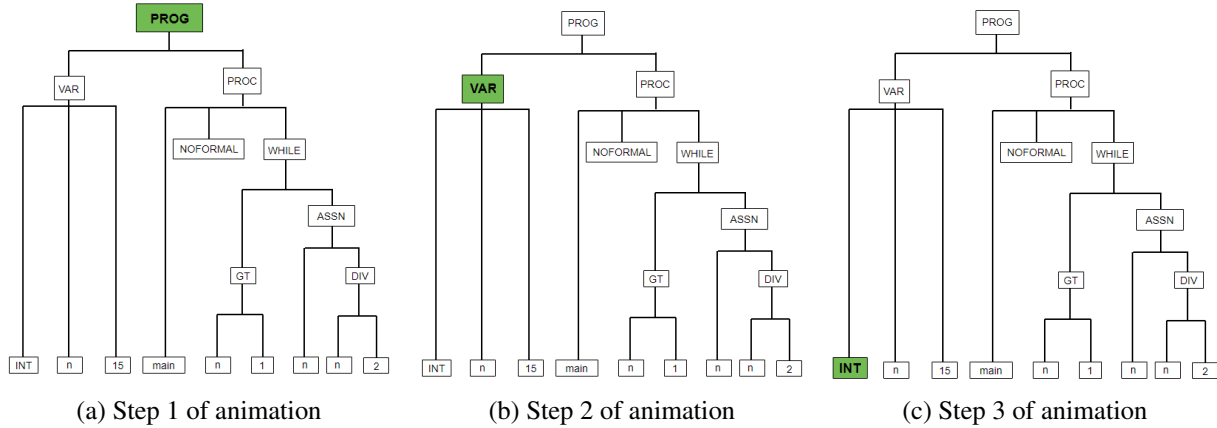 PROG
VAR
PROC
NOFORMAL
WHILE
ASSN
GT
DIV
INT n 15 main n 1 n n 2
(a) Step 1 of animation
PROG
VAR
PROC
NOFORMAL
WHILE
ASSN
GT
DIV
INT n 15 main n 1 n n 2
(b) Step 2 of animation
PROG
VAR
PROC
NOFORMAL
WHILE
ASSN
GT
DIV
INT n 15 main n 1 n n 2
(c) Step 3 of animation